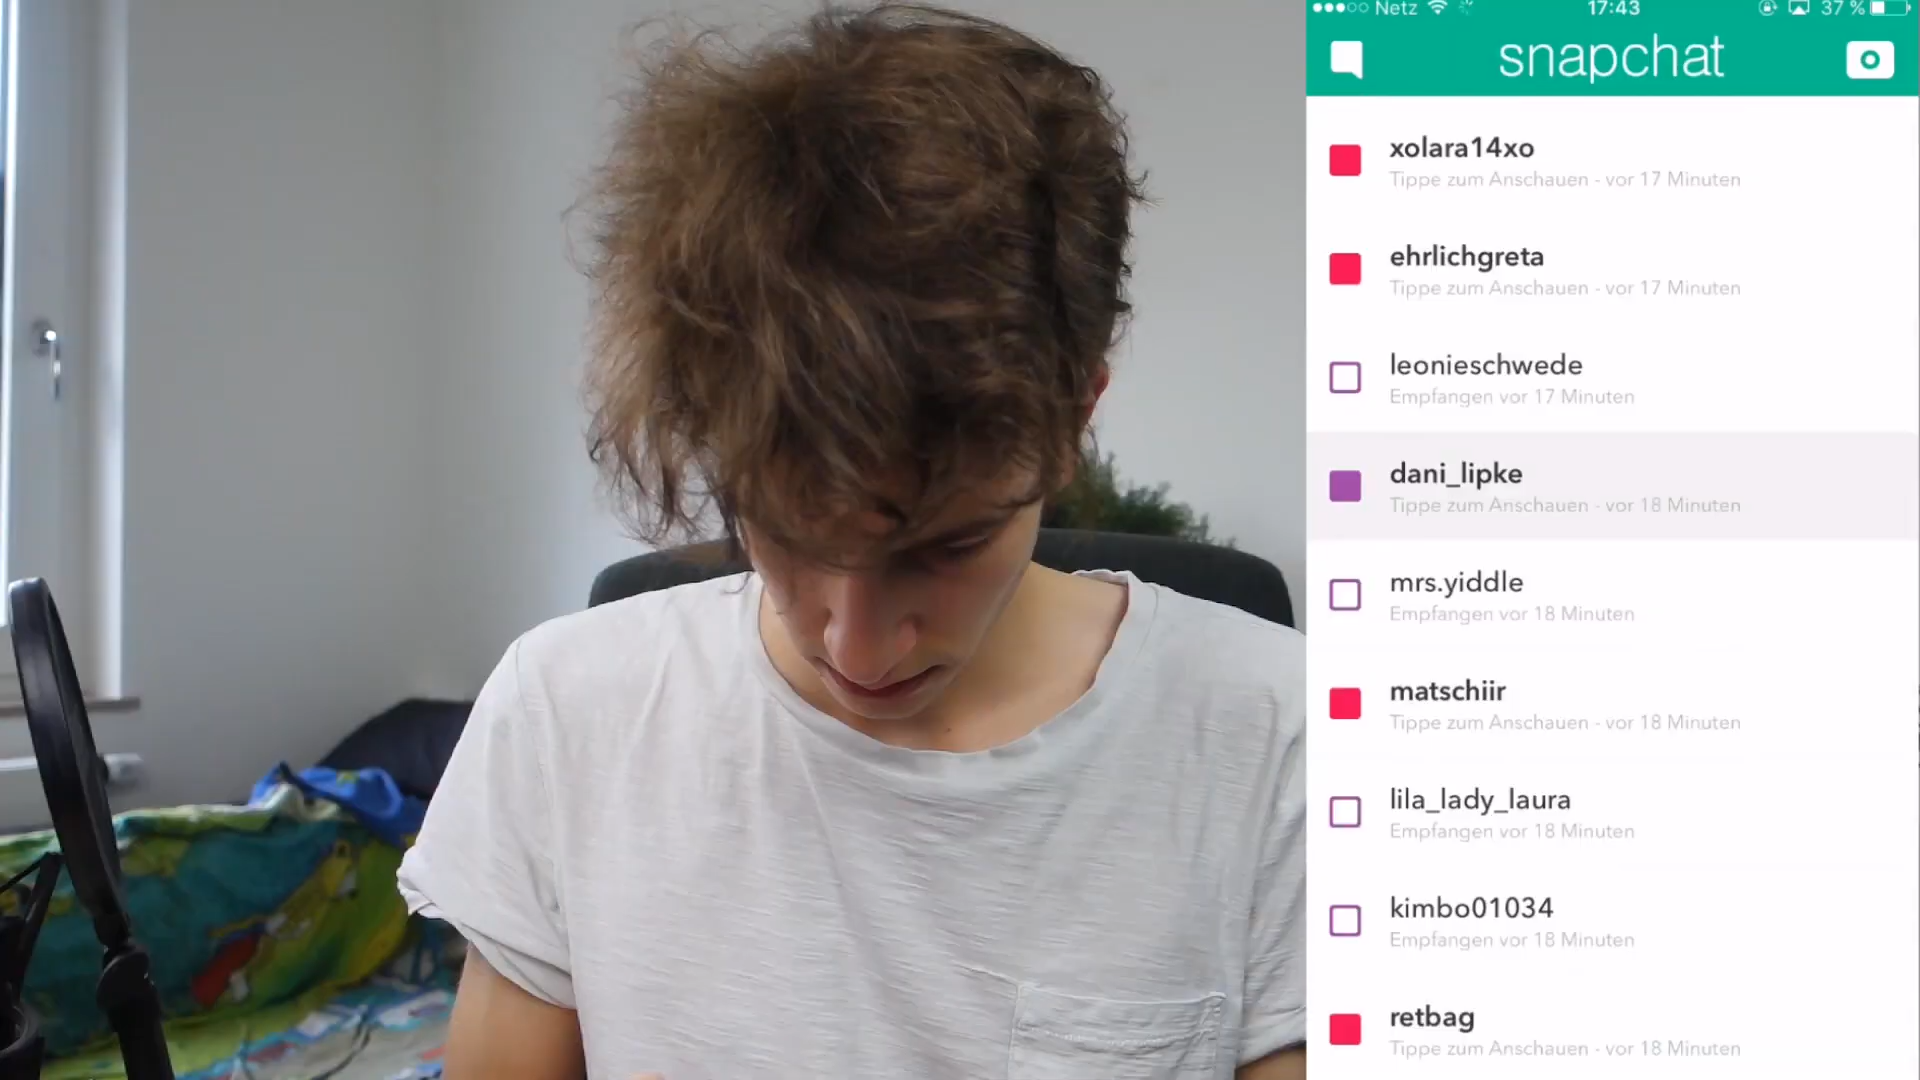 Netz 17:43 37 %
snapchat
xolara14xo
Tippe zum Anschauen - vor 17 Minuten
ehrlichgreta
Tippe zum Anschauen - vor 17 Minuten
leonieschwede
Empfangen vor 17 Minuten
dani_lipke
Tippe zum Anschauen - vor 18 Minuten
mrs.yiddle
Empfangen vor 18 Minuten
matschiir
Tippe zum Anschauen - vor 18 Minuten
lila_lady_laura
Empfangen vor 18 Minuten
kimbo01034
Empfangen vor 18 Minuten
retbag
Tippe zum Anschauen - vor 18 Minuten